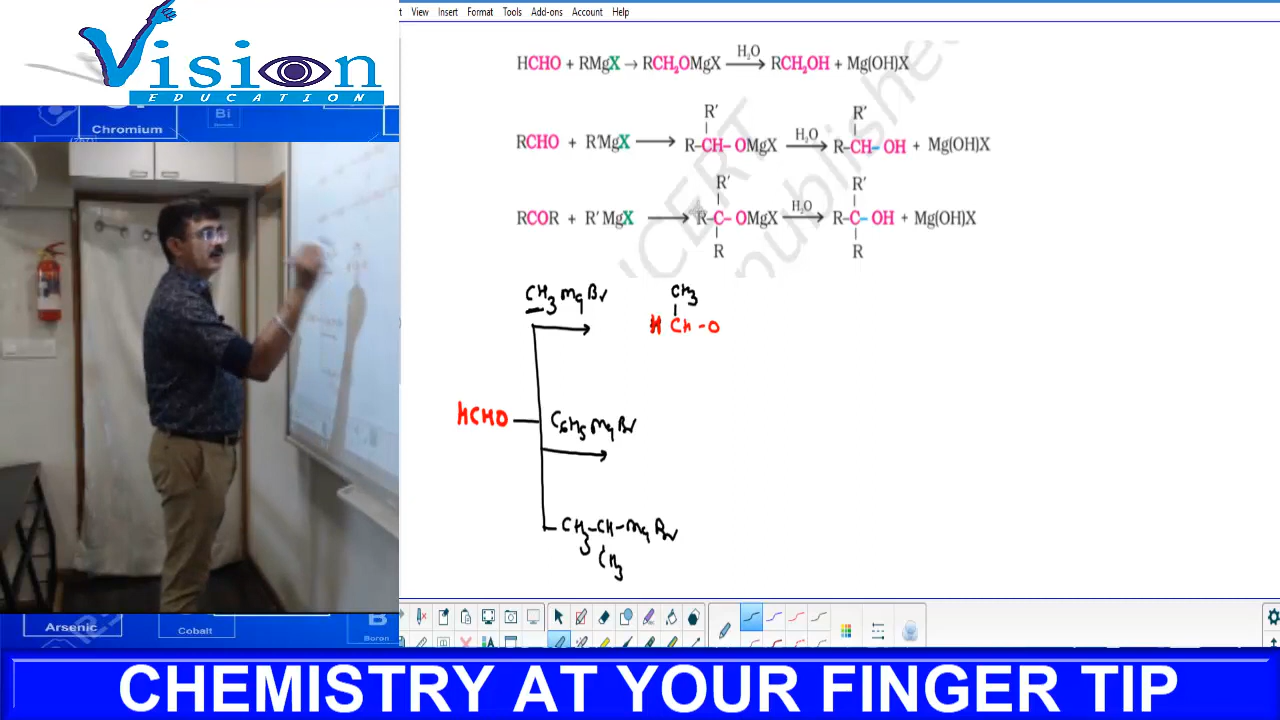 Vision
EDUCATION
View Insert Format Tools Add-ons Account Help
Chromium
Bi
HCHO + RMgX → RCH₂OMgX —H₂O→ RCH₂OH + Mg(OH)X
R′ R′
RCHO + R′MgX ⟶ R–CH–OMgX —H₂O→ R–CH–OH + Mg(OH)X
R′ R′
RCOR + R′MgX ⟶ R–C–OMgX —H₂O→ R–C–OH + Mg(OH)X
R R
CH₃MgBr CH₃
H CH-O
HCHO C₆H₅MgBr
CH₃-CH-MgBr
CH₃
Arsenic
Cobalt
B
Boron
CHEMISTRY AT YOUR FINGER TIP